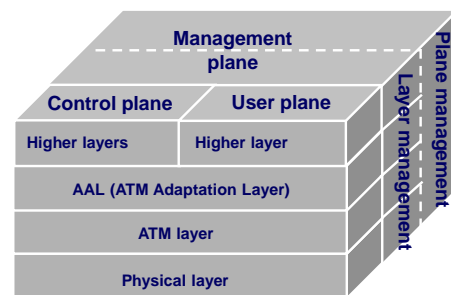 Management
plane
Control plane
User plane
Higher layers
Higher layer
AAL (ATM Adaptation Layer)
ATM layer
Physical layer
Layer management
Plane management